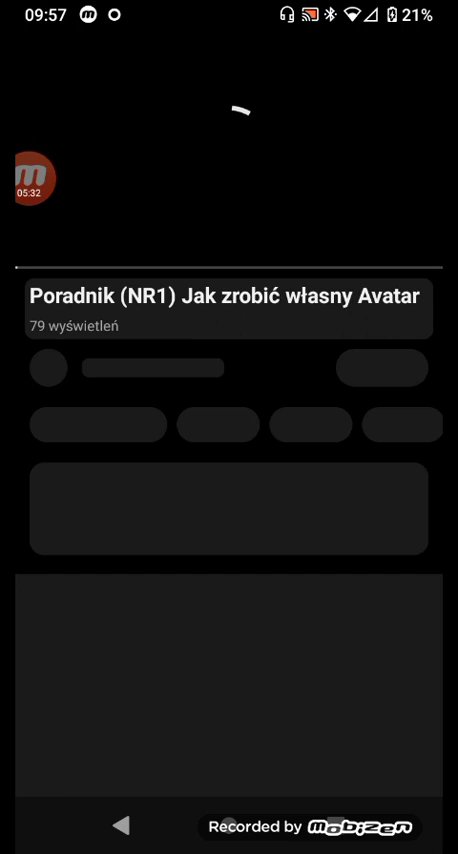 09:57 m 21%
m
05:32
Poradnik (NR1) Jak zrobić własny Avatar
79 wyświetleń
Recorded by mobizen